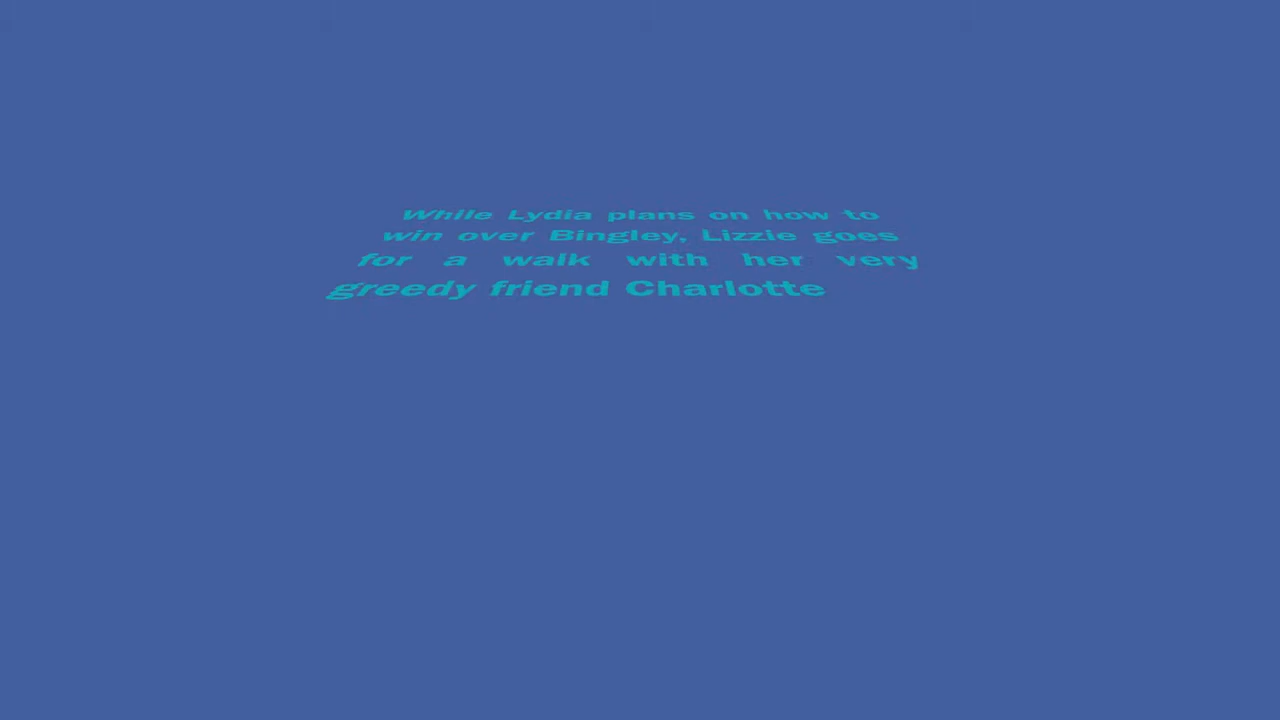 While Lydia plans on how to
win over Bingley, Lizzie goes
for a walk with her very
greedy friend Charlotte